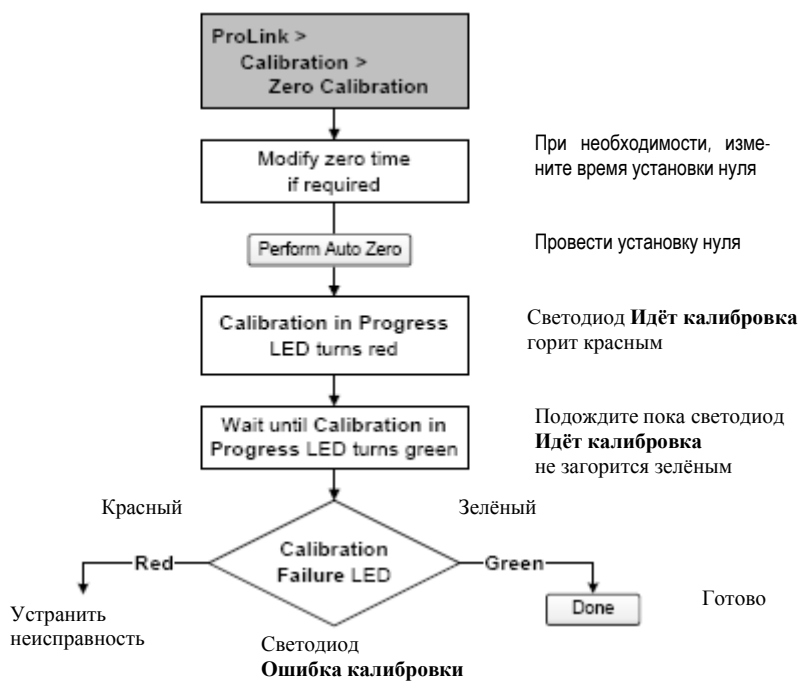 ProLink >
Calibration >
Zero Calibration
Modify zero time
if required
При необходимости, изме-
ните время установки нуля
Perform Auto Zero
Провести установку нуля
Calibration in Progress
LED turns red
Светодиод Идёт калибровка
горит красным
Wait until Calibration in
Progress LED turns green
Подождите пока светодиод
Идёт калибровка
не загорится зелёным
Красный
Зелёный
Calibration
Failure LED
Red
Green
Устранить
неисправность
Done
Готово
Светодиод
Ошибка калибровки